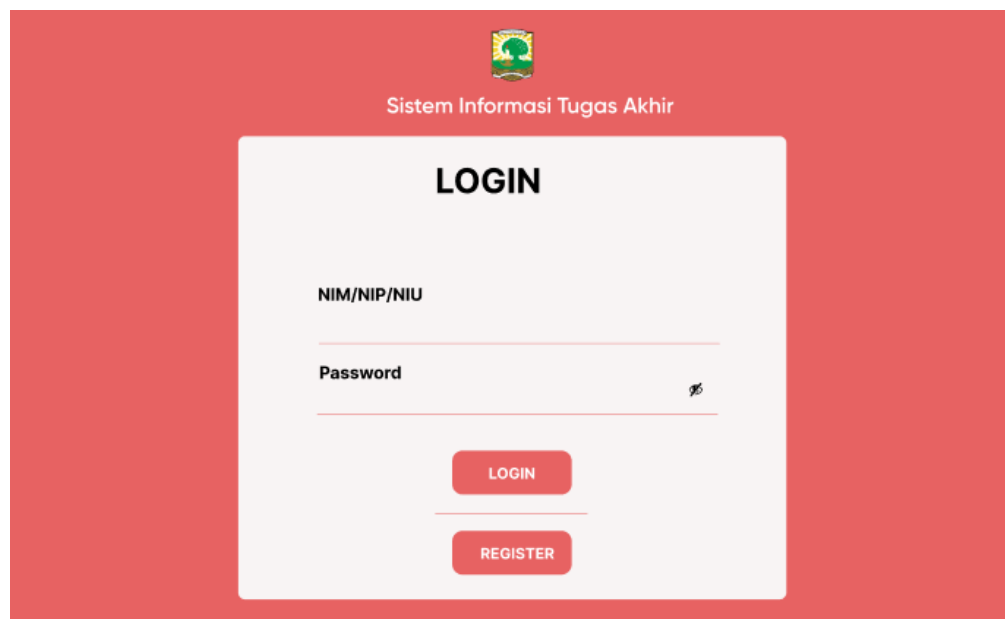 Sistem Informasi Tugas Akhir
LOGIN
NIM/NIP/NIU
Password
LOGIN
REGISTER